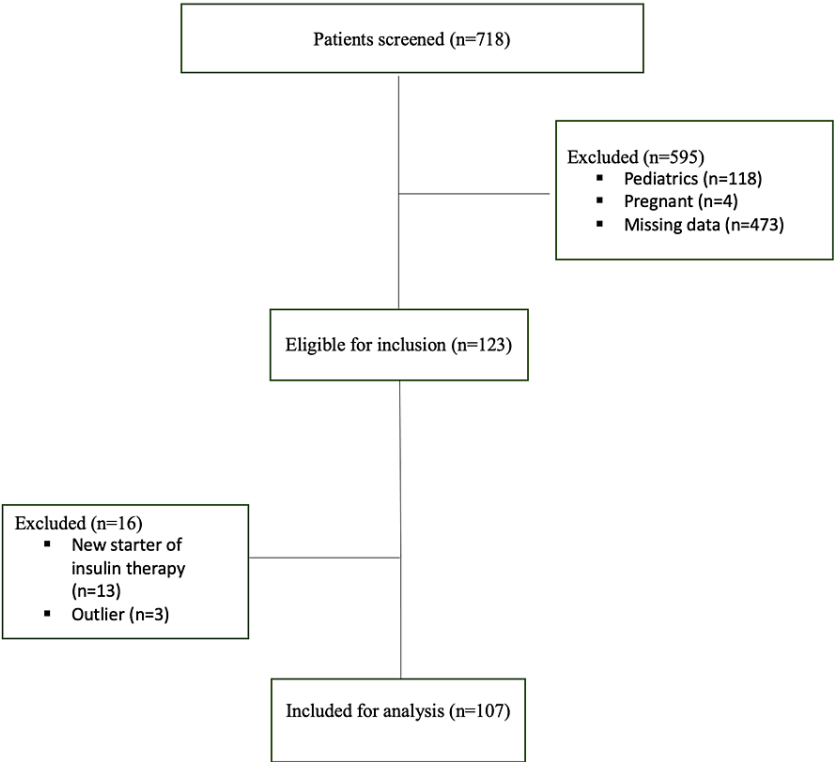 Patients screened (n=718)
Excluded (n=595)
▪ Pediatrics (n=118)
▪ Pregnant (n=4)
▪ Missing data (n=473)
Eligible for inclusion (n=123)
Excluded (n=16)
▪ New starter of
insulin therapy
(n=13)
▪ Outlier (n=3)
Included for analysis (n=107)